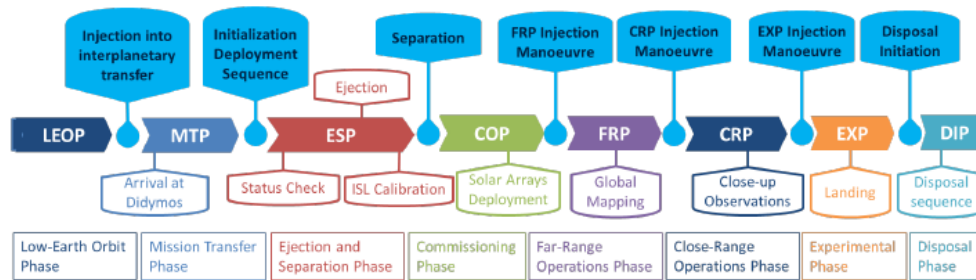 Injection into
interplanetary
transfer
Initialization
Deployment
Sequence
Separation
FRP Injection
Manoeuvre
CRP Injection
Manoeuvre
EXP Injection
Manoeuvre
Disposal
Initiation
Ejection
LEOP
MTP
ESP
COP
FRP
CRP
EXP
DIP
Arrival at
Didymos
Status Check
ISL Calibration
Solar Arrays
Deployment
Global
Mapping
Close-up
Observations
Landing
Disposal
sequence
Low-Earth Orbit
Phase
Mission Transfer
Phase
Ejection and
Separation Phase
Commissioning
Phase
Far-Range
Operations Phase
Close-Range
Operations Phase
Experimental
Phase
Disposal
Phase